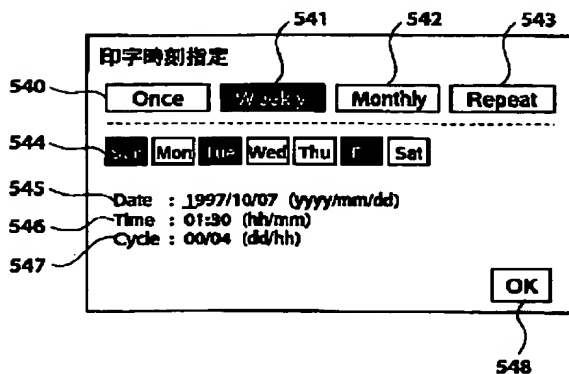 541 542 543
印字時刻指定
540 Once Weekly Monthly Repeat
544 Sun Mon Tue Wed Thu Sat
545 Date : 1997/10/07 (yyyy/mm/dd)
546 Time : 01:30 (hh/mm)
547 Cycle : 00/04 (dd/hh)
OK
548